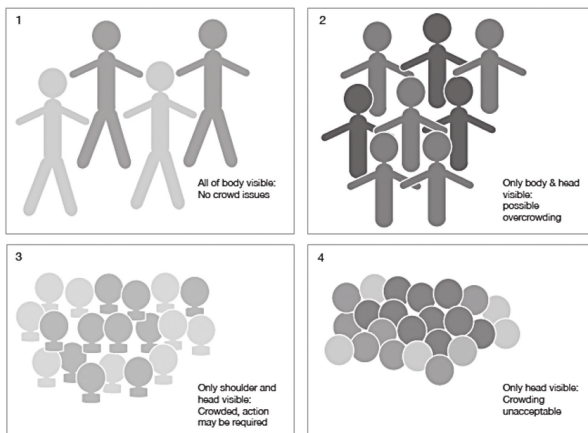 1
All of body visible:
No crowd issues
2
Only body & head
visible:
possible
overcrowding
3
Only shoulder and
head visible:
Crowded, action
may be required
4
Only head visible:
Crowding
unacceptable